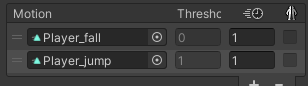 Motion Thresho
Player_fall 0 1
Player_jump 1 1